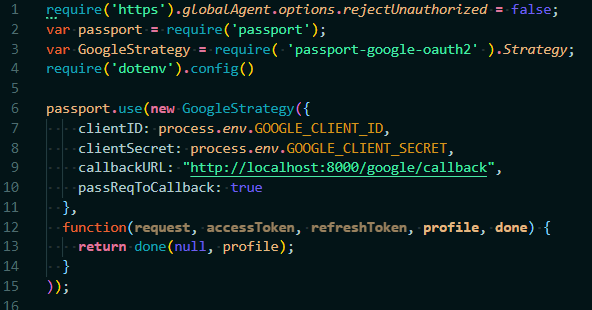 1 require('https').globalAgent.options.rejectUnauthorized = false;
2 var passport = require('passport');
3 var GoogleStrategy = require( 'passport-google-oauth2' ).Strategy;
4 require('dotenv').config()
5
6 passport.use(new GoogleStrategy({
7 clientID: process.env.GOOGLE_CLIENT_ID,
8 clientSecret: process.env.GOOGLE_CLIENT_SECRET,
9 callbackURL: "http://localhost:8000/google/callback",
10 passReqToCallback: true
11 },
12 function(request, accessToken, refreshToken, profile, done) {
13 return done(null, profile);
14 }
15 ));
16